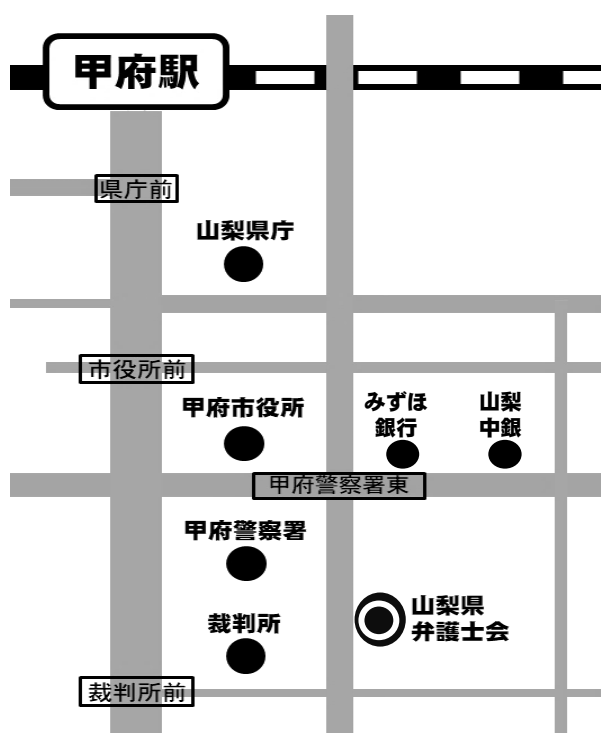 甲府駅
県庁前
山梨県庁
市役所前
甲府市役所
みずほ
銀行
山梨
中銀
甲府警察署東
甲府警察署
裁判所
山梨県
弁護士会
裁判所前